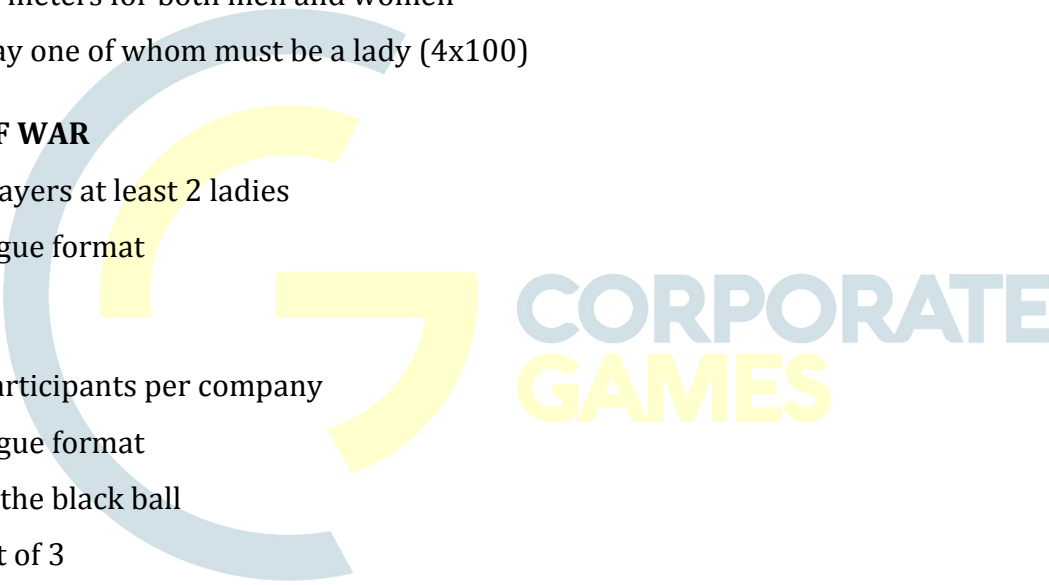 meters for both men and women
ay one of whom must be a lady (4x100)
F WAR
ayers at least 2 ladies
gue format
CORPORATE
GAMES
articipants per company
gue format
the black ball
t of 3